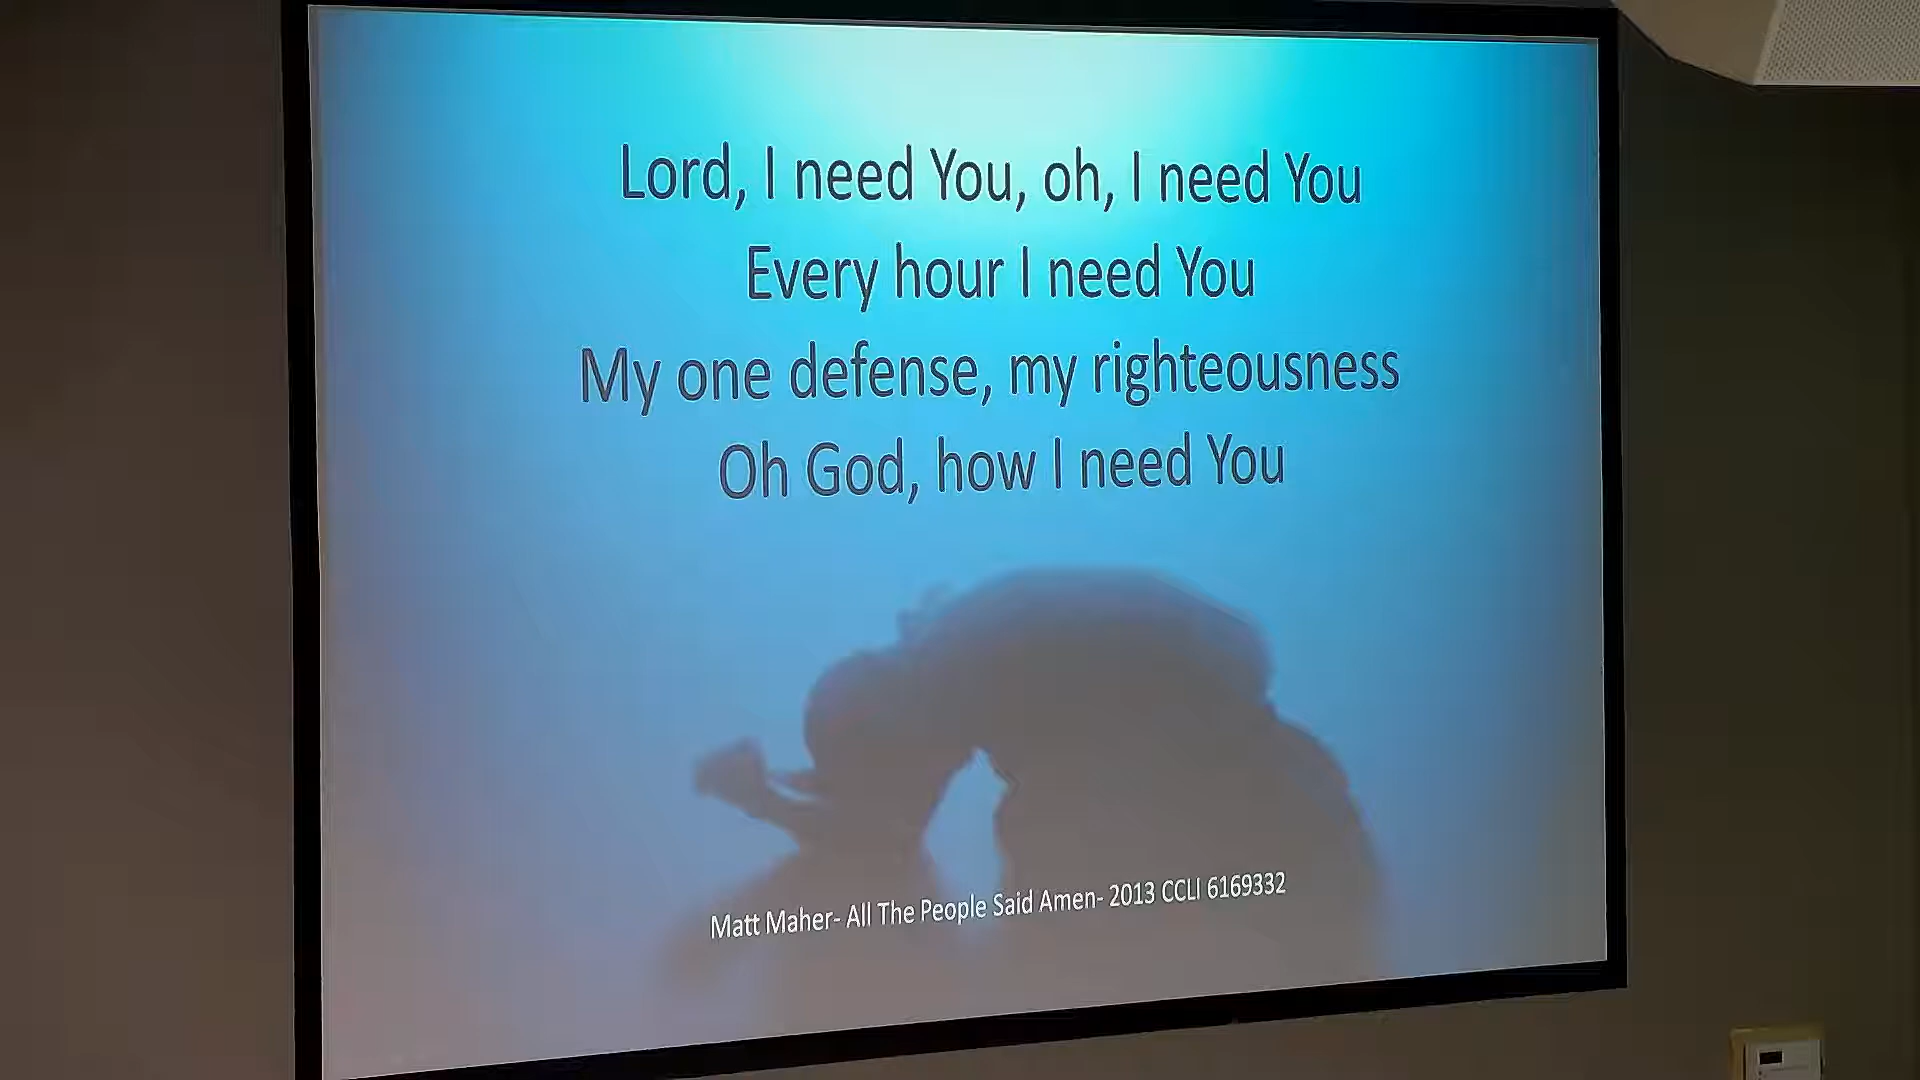 Lord, I need You, oh, I need You
Every hour I need You
My one defense, my righteousness
Oh God, how I need You
Matt Maher- All The People Said Amen- 2013 CCLI 6169332